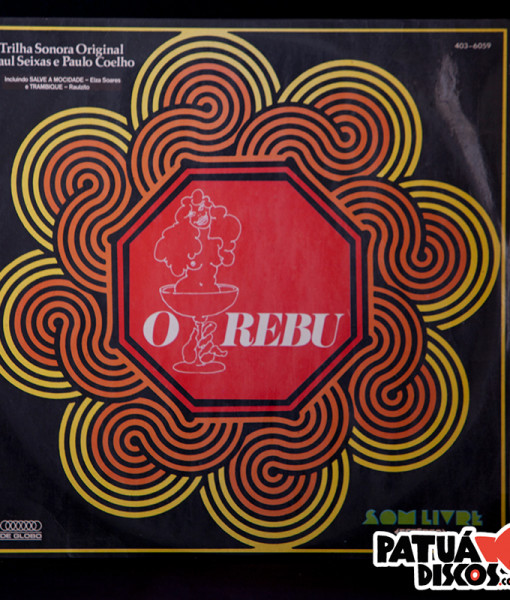 Trilha Sonora Original
aul Seixas e Paulo Coelho
Incluindo SALVE A MOCIDADE – Elza Soares
e TRAMBIQUE – Raulzito
403-6059
O REBU
SOM LIVRE
DE GLOBO
PATUÁ
DISCOS